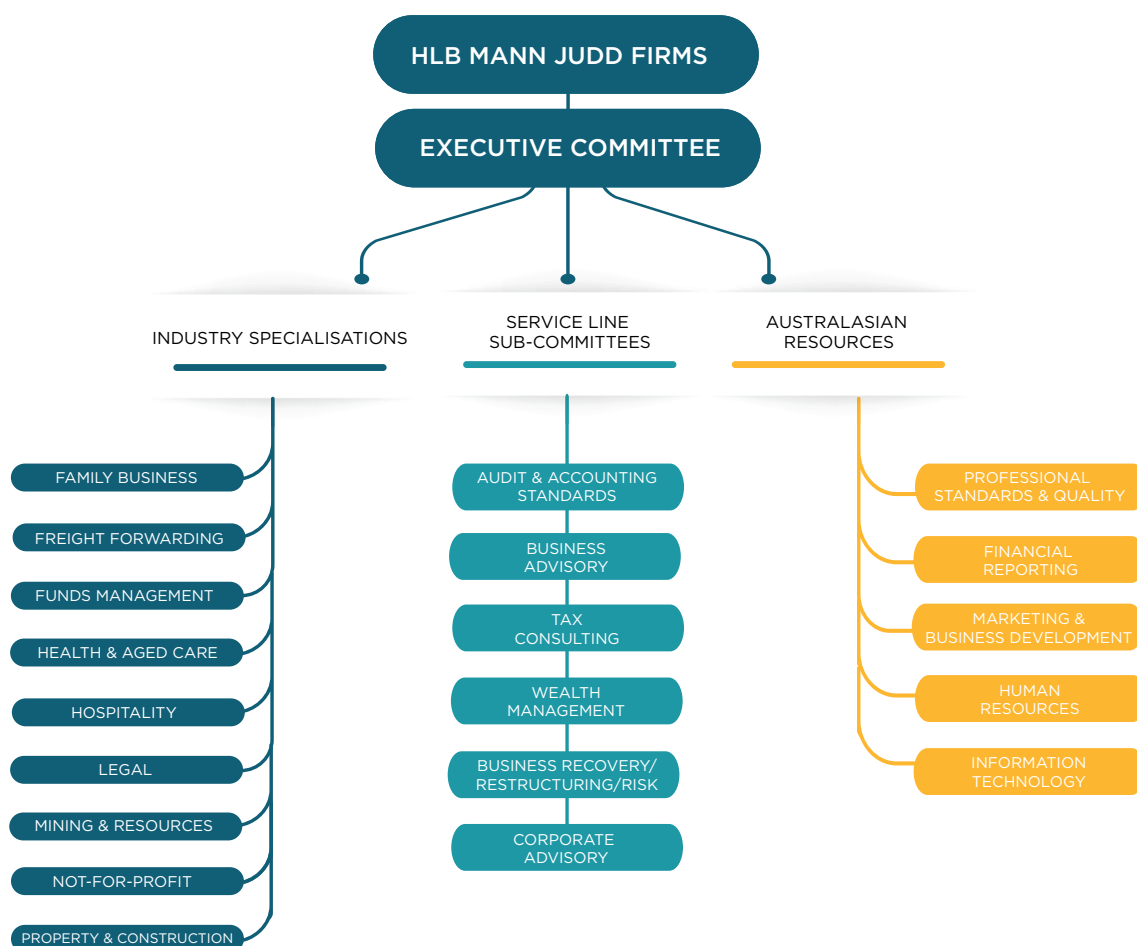 HLB MANN JUDD FIRMS
EXECUTIVE COMMITTEE
INDUSTRY SPECIALISATIONS
FAMILY BUSINESS
FREIGHT FORWARDING
FUNDS MANAGEMENT
HEALTH & AGED CARE
HOSPITALITY
LEGAL
MINING & RESOURCES
NOT-FOR-PROFIT
PROPERTY & CONSTRUCTION
SERVICE LINE
SUB-COMMITTEES
AUDIT & ACCOUNTING
STANDARDS
BUSINESS
ADVISORY
TAX
CONSULTING
WEALTH
MANAGEMENT
BUSINESS RECOVERY/
RESTRUCTURING/RISK
CORPORATE
ADVISORY
AUSTRALASIAN
RESOURCES
PROFESSIONAL
STANDARDS & QUALITY
FINANCIAL
REPORTING
MARKETING &
BUSINESS DEVELOPMENT
HUMAN
RESOURCES
INFORMATION
TECHNOLOGY